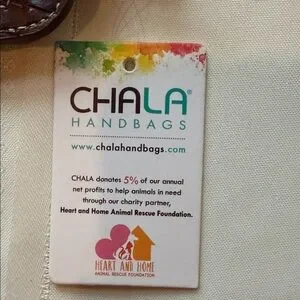 CHALA®
HANDBAGS
www.chalahandbags.com
CHALA donates 5% of our annual
net profits to help animals in need
through our charity partner,
Heart and Home Animal Rescue Foundation.
HEART AND HOME
ANIMAL RESCUE FOUNDATION